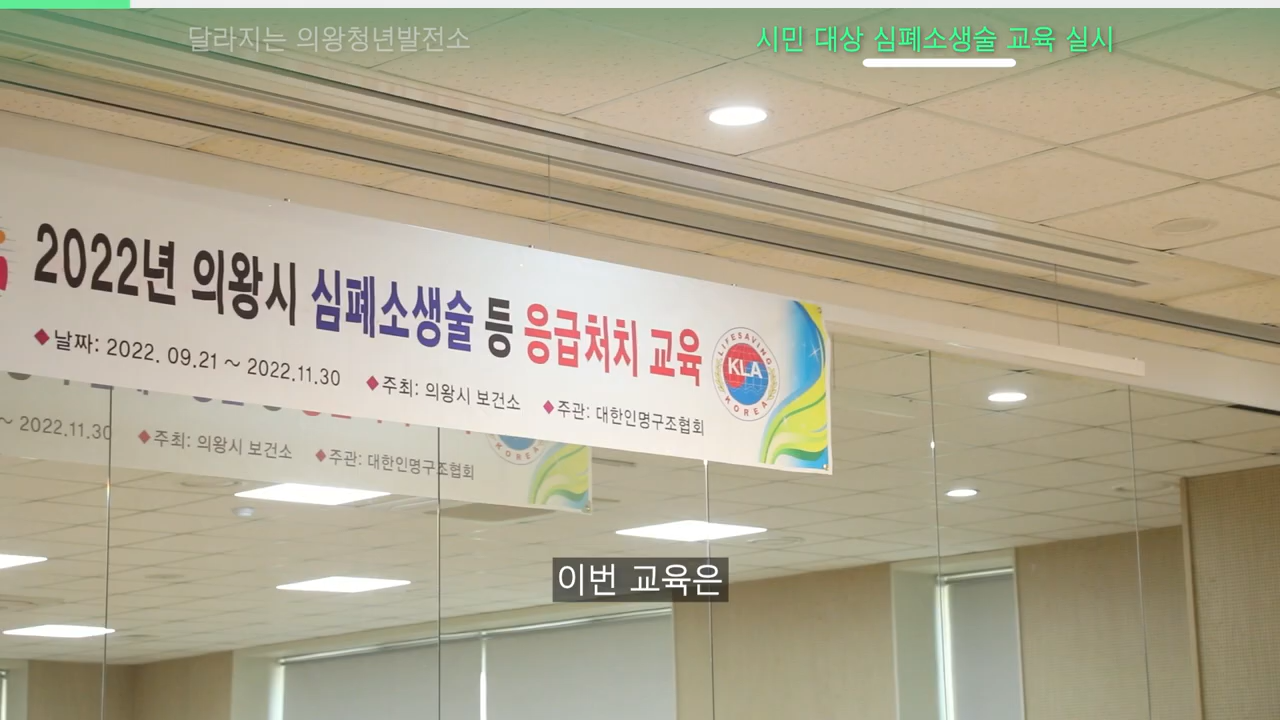 달라지는 의왕청년발전소
시민 대상 심폐소생술 교육 실시
2022년 의왕시 심폐소생술 등 응급처치 교육
◆날짜: 2022. 09.21 ~ 2022.11.30 ◆주최: 의왕시 보건소 ◆주관: 대한인명구조협회
LIFESAVING
KLA
KOREA
~ 2022.11.30 ◆주최: 의왕시 보건소 ◆주관: 대한인명구조협회
KOREA
이번 교육은